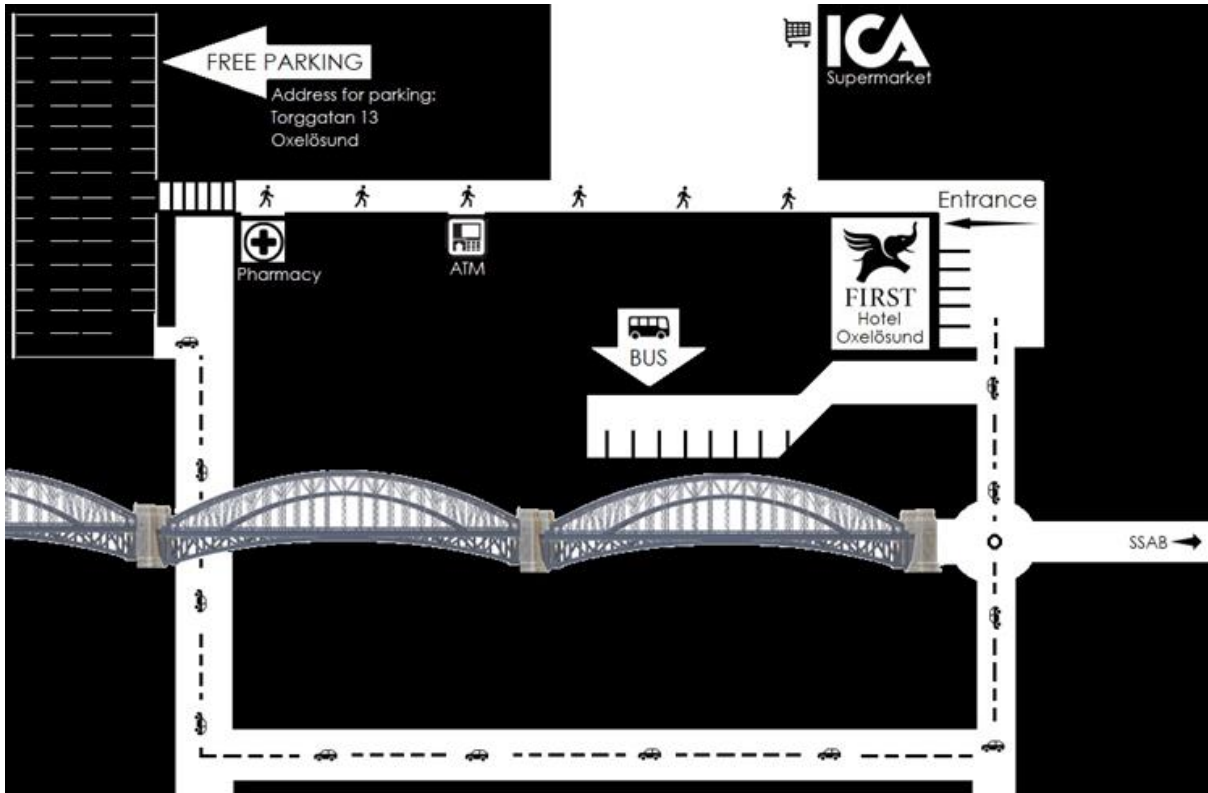 FREE PARKING
Address for parking:
Torggatan 13
Oxelösund
ICA
Supermarket
Entrance
Pharmacy
ATM
FIRST
Hotel
Oxelösund
BUS
SSAB